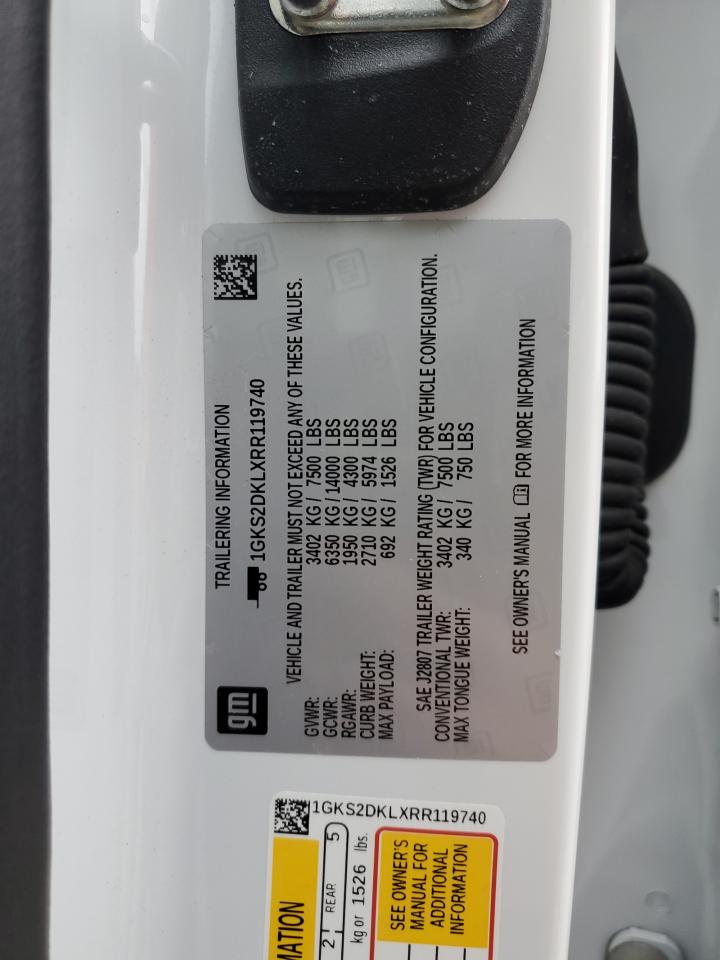 gm
TRAILERING INFORMATION
1GKS2DKLXRR119740
VEHICLE AND TRAILER MUST NOT EXCEED ANY OF THESE VALUES.
GVWR: 3402 KG / 7500 LBS
GCWR: 6350 KG / 14000 LBS
RGAWR: 1950 KG / 4300 LBS
CURB WEIGHT: 2710 KG / 5974 LBS
MAX PAYLOAD: 692 KG / 1526 LBS
SAE J2807 TRAILER WEIGHT RATING (TWR) FOR VEHICLE CONFIGURATION.
CONVENTIONAL TWR: 3402 KG / 7500 LBS
MAX TONGUE WEIGHT: 340 KG / 750 LBS
SEE OWNER'S MANUAL FOR MORE INFORMATION
1GKS2DKLXRR119740
MATION
2 REAR 5
kg or 1526 lbs.
SEE OWNER'S
MANUAL FOR
ADDITIONAL
INFORMATION